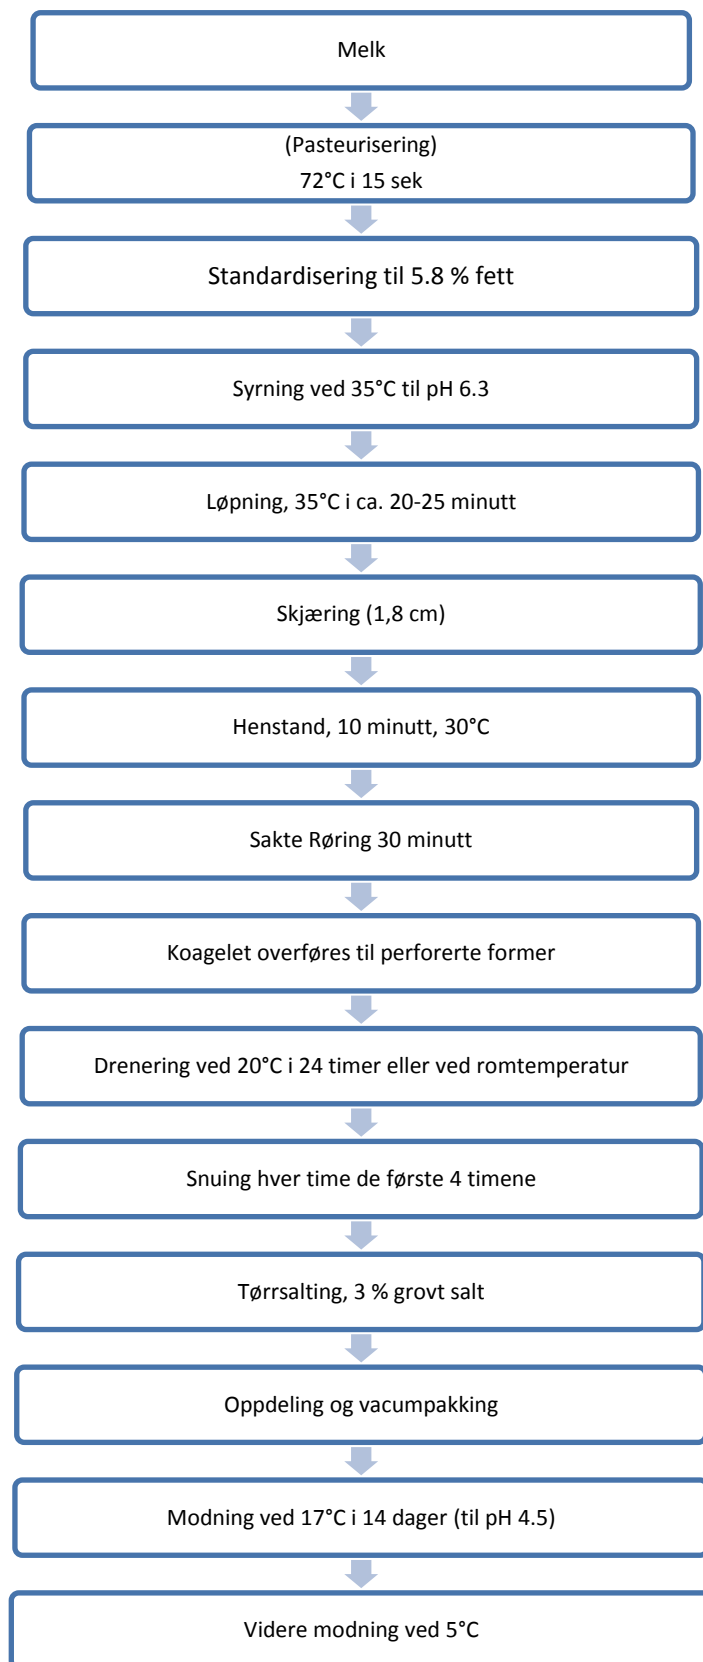 Melk
(Pasteurisering)
72°C i 15 sek
Standardisering til 5.8 % fett
Syrning ved 35°C til pH 6.3
Løpning, 35°C i ca. 20-25 minutt
Skjæring (1,8 cm)
Henstand, 10 minutt, 30°C
Sakte Røring 30 minutt
Koagelet overføres til perforerte former
Drenering ved 20°C i 24 timer eller ved romtemperatur
Snuing hver time de første 4 timene
Tørrsalting, 3 % grovt salt
Oppdeling og vacumpakking
Modning ved 17°C i 14 dager (til pH 4.5)
Videre modning ved 5°C